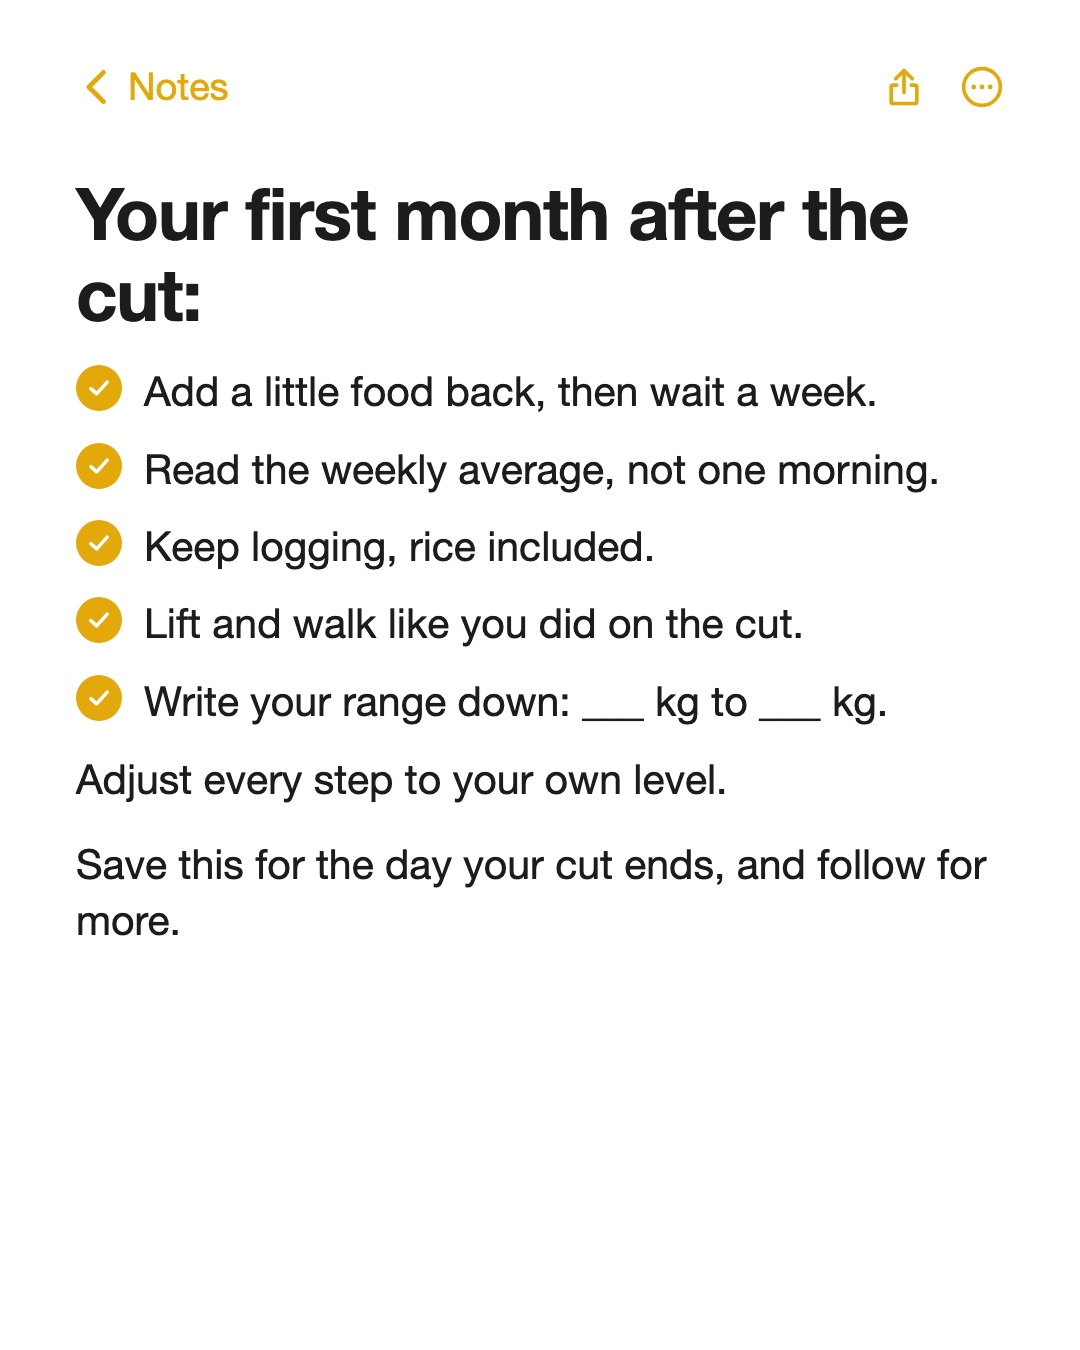 Notes
Your first month after the
cut:
Add a little food back, then wait a week.
Read the weekly average, not one morning.
Keep logging, rice included.
Lift and walk like you did on the cut.
Write your range down: ___ kg to ___ kg.
Adjust every step to your own level.
Save this for the day your cut ends, and follow for
more.